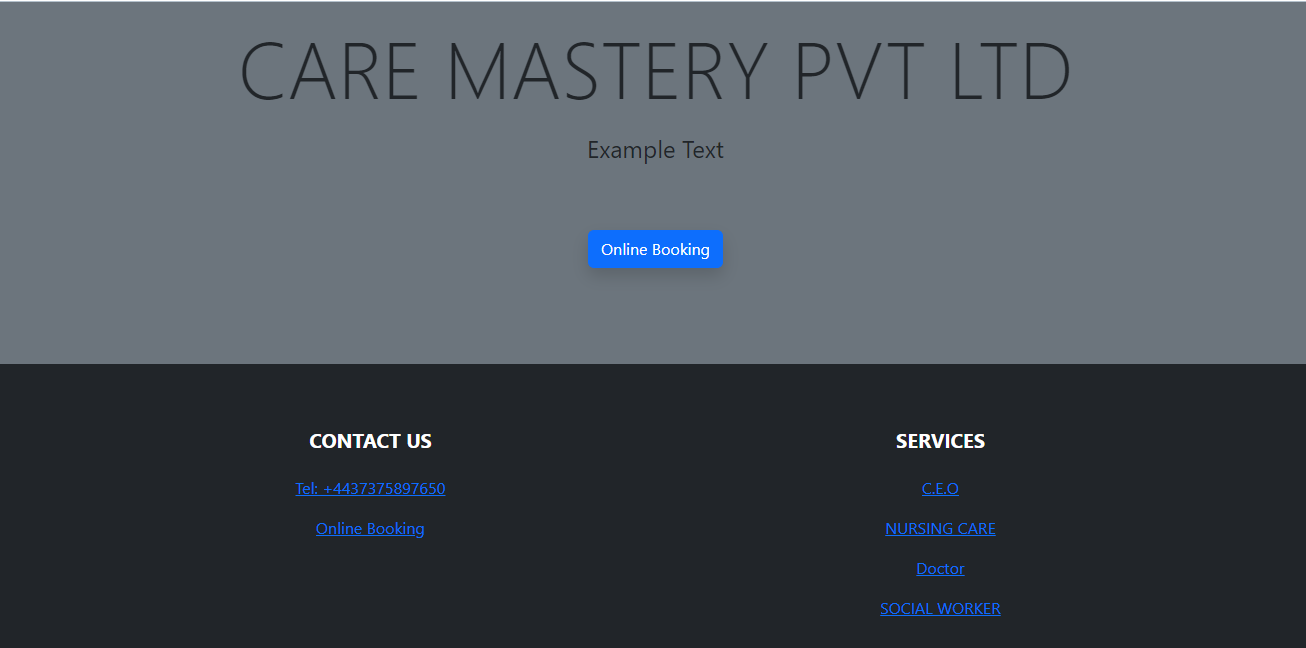 CARE MASTERY PVT LTD
Example Text
Online Booking
CONTACT US
Tel: +4437375897650
Online Booking
SERVICES
C.E.O
NURSING CARE
Doctor
SOCIAL WORKER